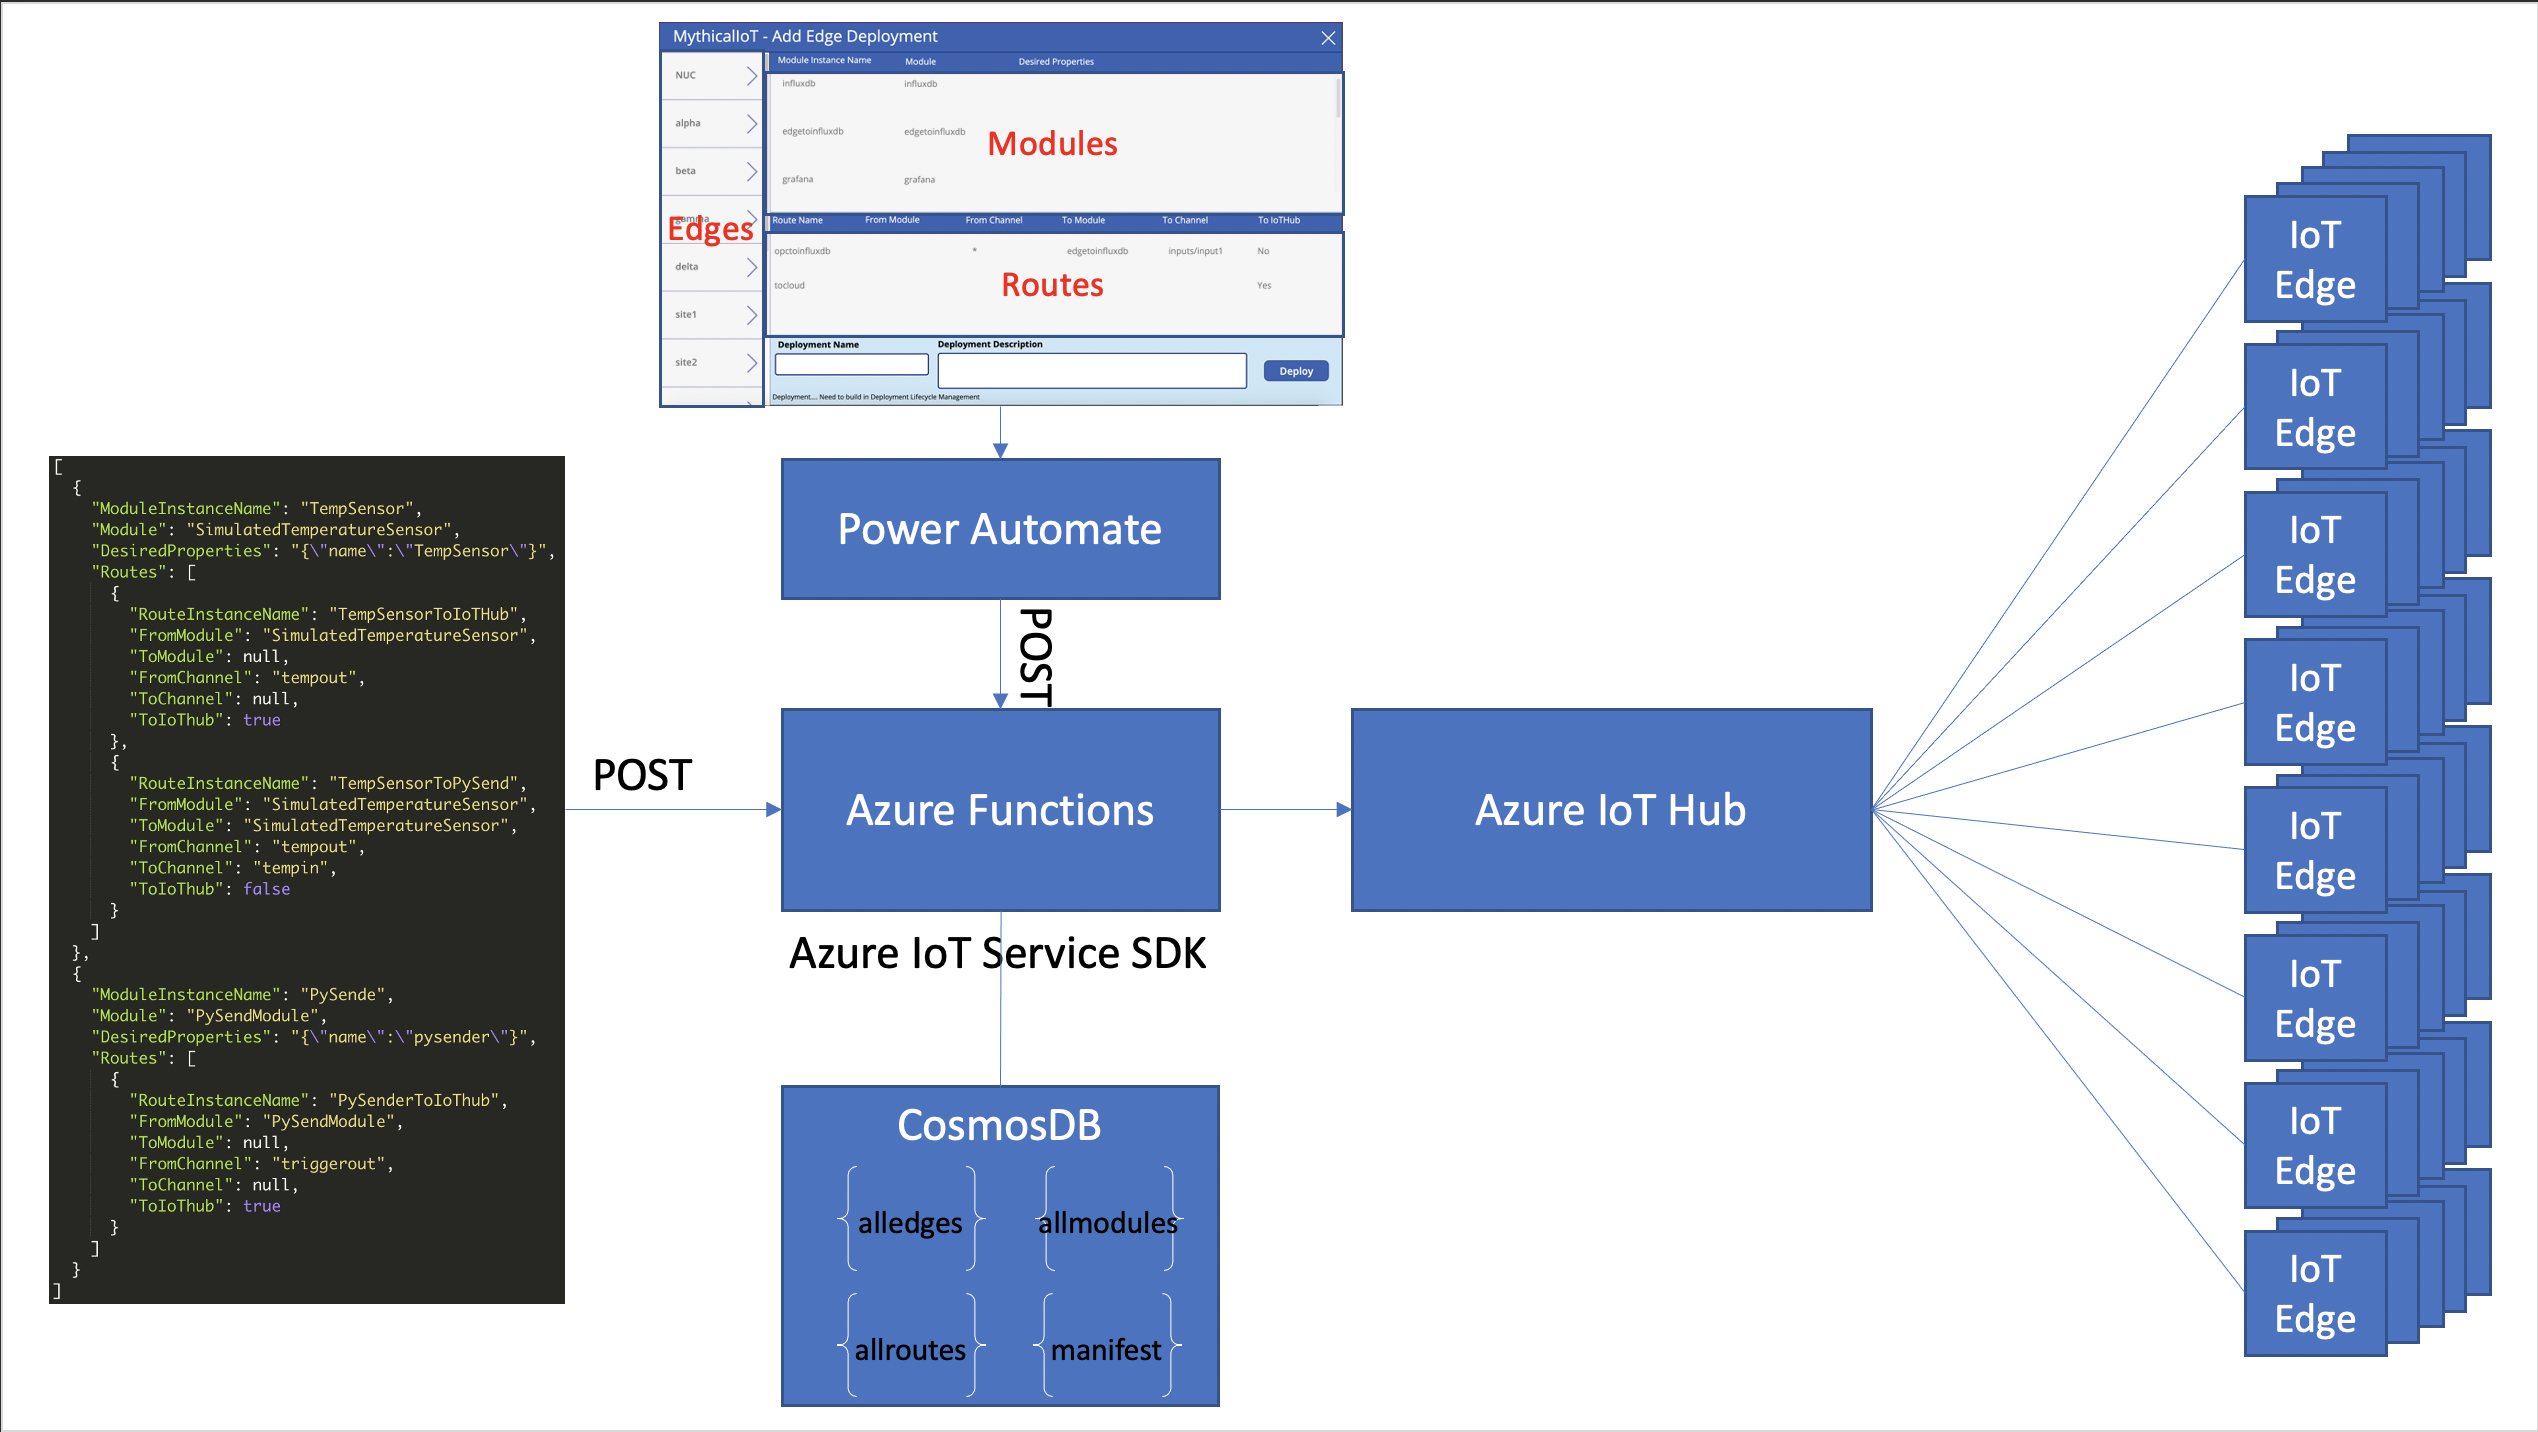 MythicalIoT - Add Edge Deployment
Module Instance Name Module Desired Properties
NUC
alpha
beta
gamma
delta
site1
site2
Edges
influxdb influxdb
edgetoinfluxdb edgetoinfluxdb
grafana grafana
Modules
Route Name From Module From Channel To Module To Channel To IoTHub
opctoinfluxdb * edgetoinfluxdb inputs/input1 No
tocloud Yes
Routes
Deployment Name Deployment Description
Deploy
Deployment.... Need to build in Deployment Lifecycle Management
Power Automate
POST
[
{
"ModuleInstanceName": "TempSensor",
"Module": "SimulatedTemperatureSensor",
"DesiredProperties": "{\"name\":\"TempSensor\"}",
"Routes": [
{
"RouteInstanceName": "TempSensorToIoTHub",
"FromModule": "SimulatedTemperatureSensor",
"ToModule": null,
"FromChannel": "tempout",
"ToChannel": null,
"ToIoThub": true
},
{
"RouteInstanceName": "TempSensorToPySend",
"FromModule": "SimulatedTemperatureSensor",
"ToModule": "SimulatedTemperatureSensor",
"FromChannel": "tempout",
"ToChannel": "tempin",
"ToIoThub": false
}
]
},
{
"ModuleInstanceName": "PySende",
"Module": "PySendModule",
"DesiredProperties": "{\"name\":\"pysender\"}",
"Routes": [
{
"RouteInstanceName": "PySenderToIoThub",
"FromModule": "PySendModule",
"ToModule": null,
"FromChannel": "triggerout",
"ToChannel": null,
"ToIoThub": true
}
]
}
]
POST
Azure Functions
Azure IoT Hub
Azure IoT Service SDK
CosmosDB
alledges
allmodules
allroutes
manifest
IoT
Edge
IoT
Edge
IoT
Edge
IoT
Edge
IoT
Edge
IoT
Edge
IoT
Edge
IoT
Edge